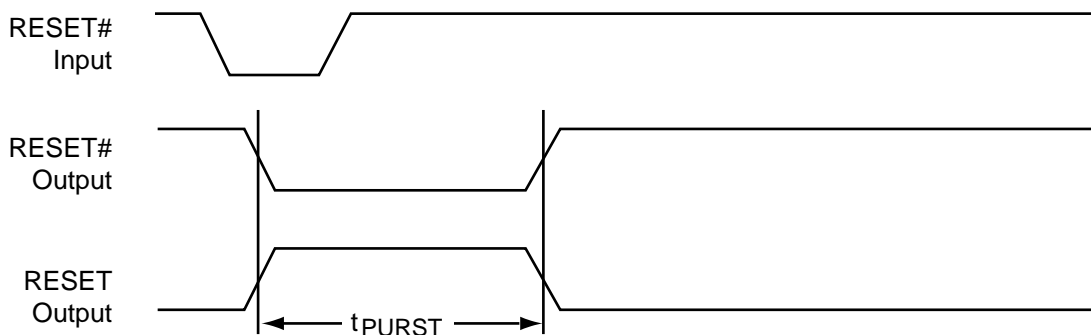 RESET#
Input
RESET#
Output
RESET
Output
tPURST